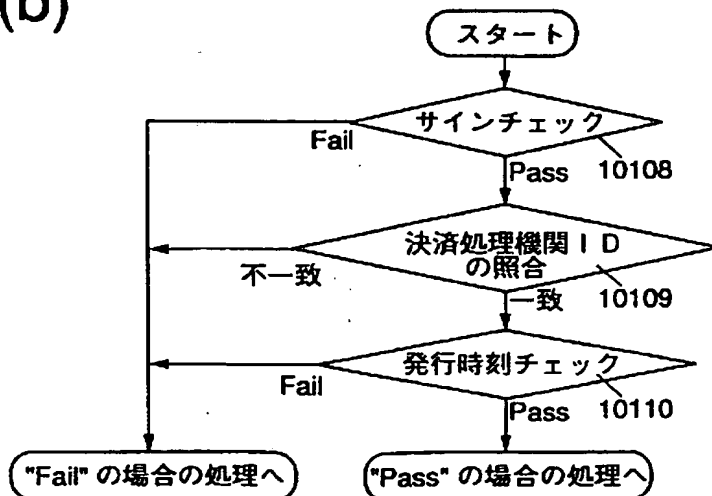 (b)
スタート
サインチェック
Fail
Pass
10108
決済処理機関ID
の照合
不一致
一致
10109
発行時刻チェック
Fail
Pass
10110
"Fail" の場合の処理へ
"Pass" の場合の処理へ